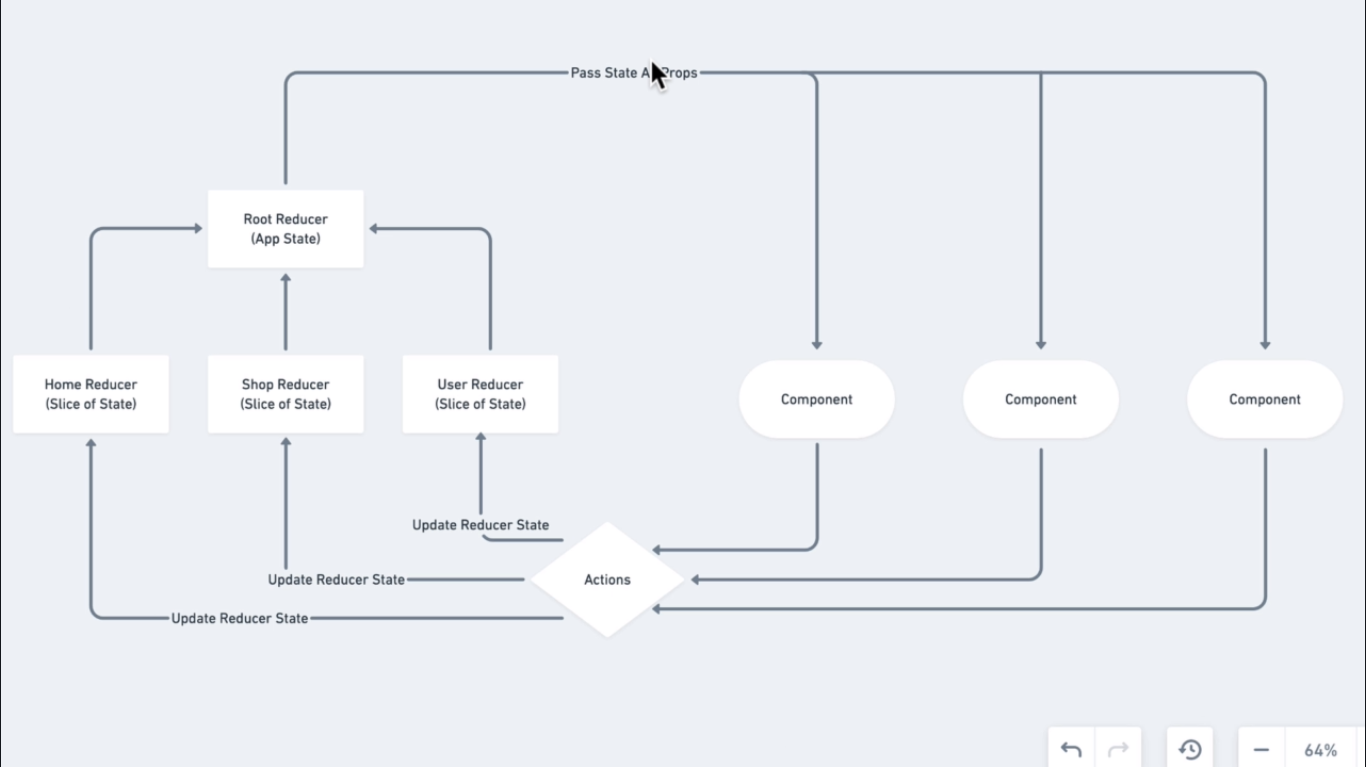 Pass State A Props
Root Reducer
(App State)
Home Reducer
(Slice of State)
Shop Reducer
(Slice of State)
User Reducer
(Slice of State)
Component
Component
Component
Update Reducer State
Update Reducer State
Actions
Update Reducer State
64%